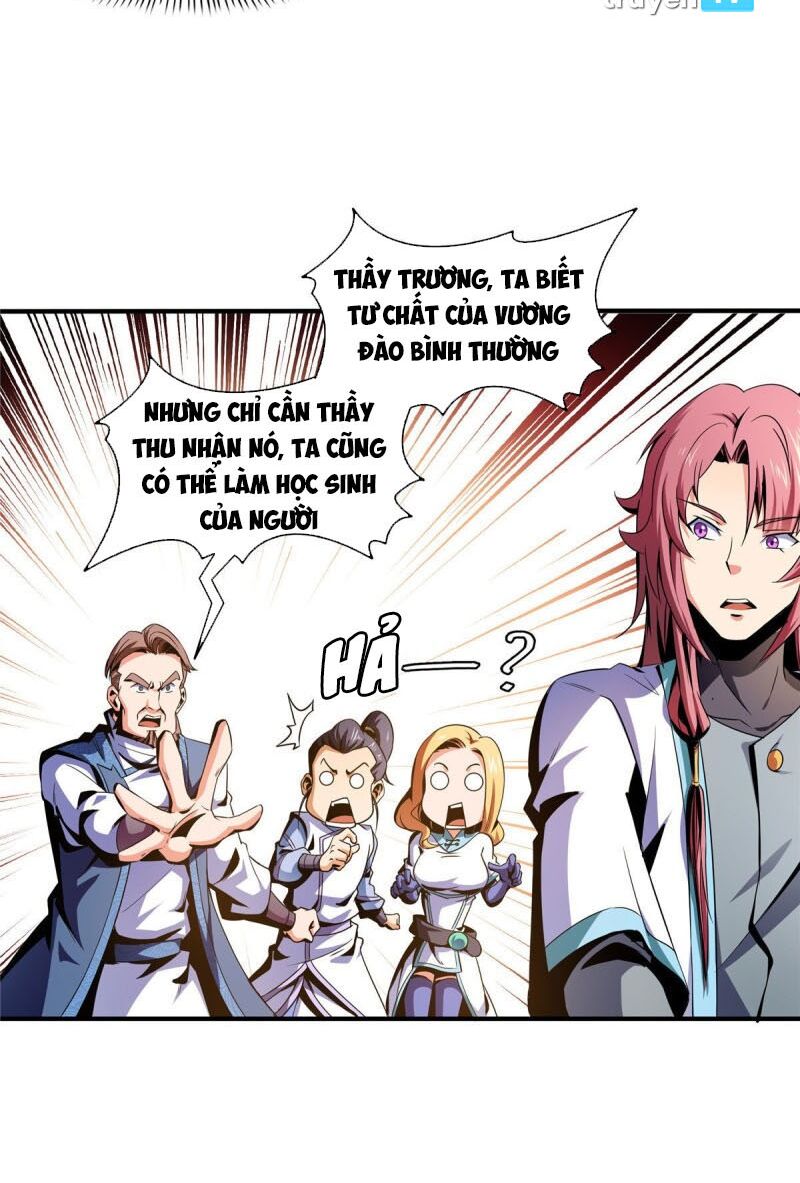 truyện
THẦY TRƯƠNG, TA BIẾT
TƯ CHẤT CỦA VƯƠNG
ĐÀO BÌNH THƯỜNG
NHƯNG CHỈ CẦN THẦY
THU NHẬN NÓ, TA CŨNG
CÓ THỂ LÀM HỌC SINH
CỦA NGƯỜI
HẢ — ?